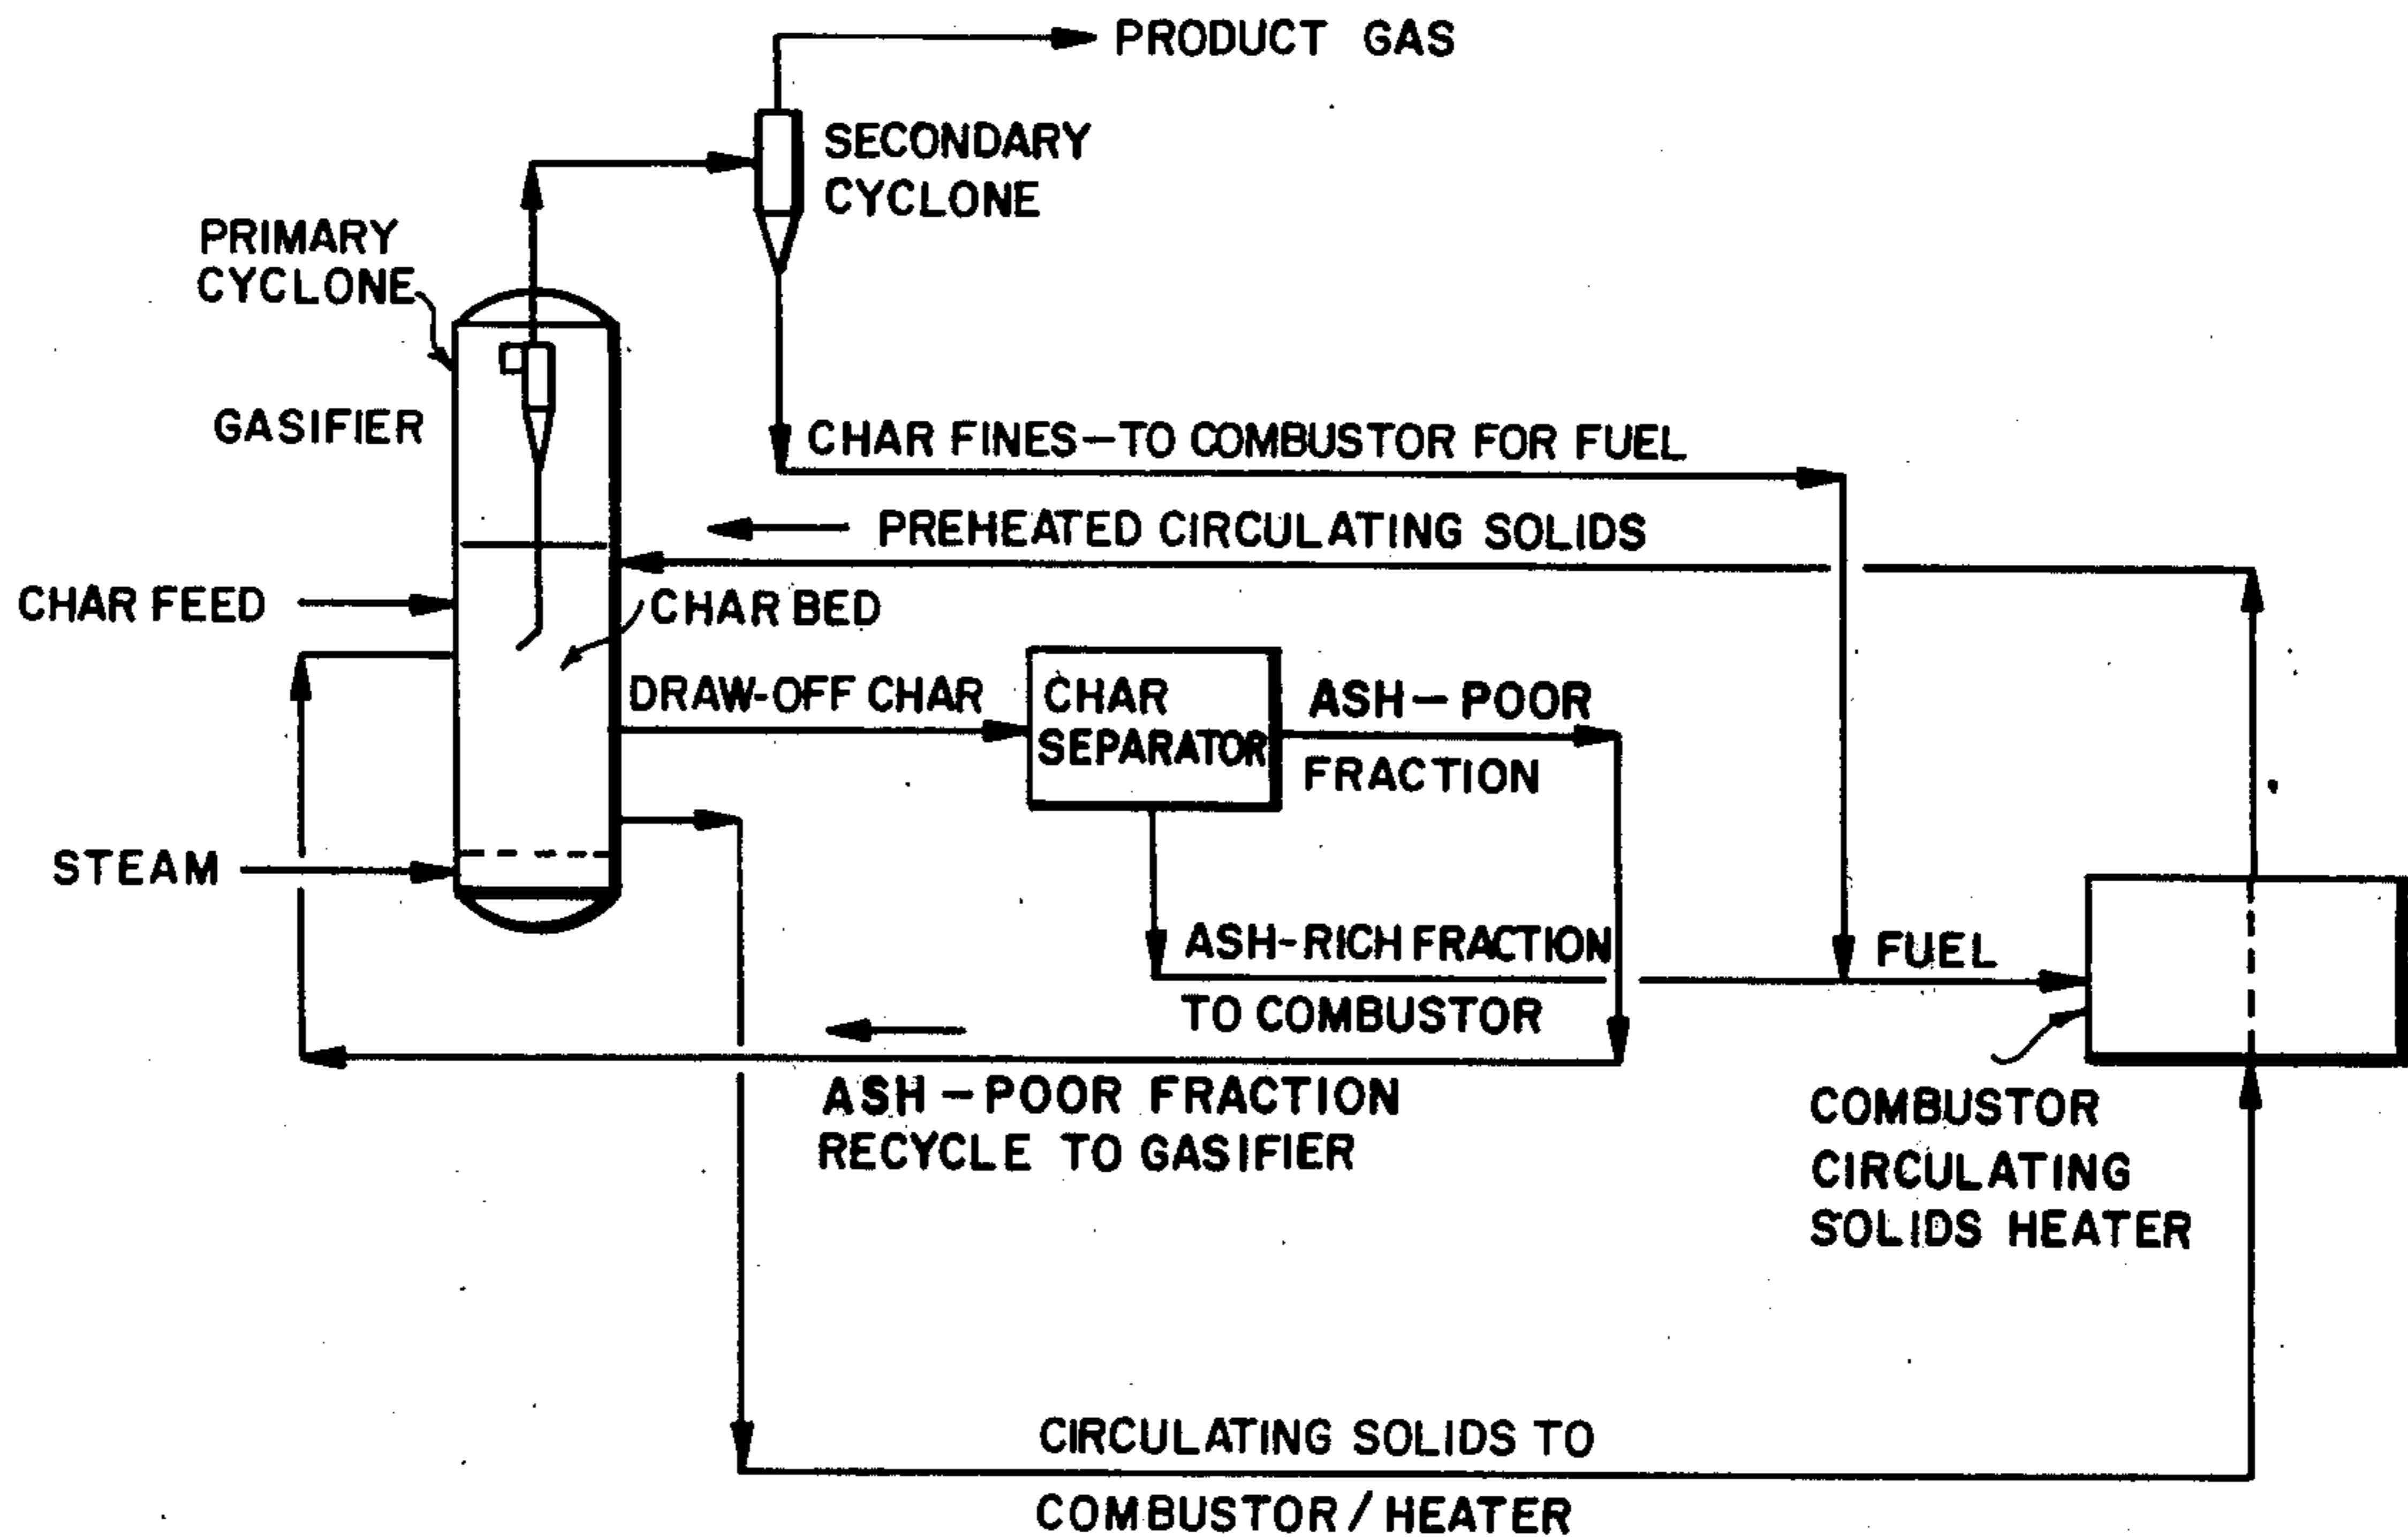 PRODUCT GAS
SECONDARY
CYCLONE
PRIMARY
CYCLONE
GASIFIER
CHAR FINES—TO COMBUSTOR FOR FUEL
PREHEATED CIRCULATING SOLIDS
CHAR FEED
CHAR BED
DRAW-OFF CHAR
CHAR
SEPARATOR
ASH—POOR
FRACTION
STEAM
ASH-RICH FRACTION
TO COMBUSTOR
FUEL
ASH—POOR FRACTION
RECYCLE TO GASIFIER
COMBUSTOR
CIRCULATING
SOLIDS HEATER
CIRCULATING SOLIDS TO
COMBUSTOR/HEATER